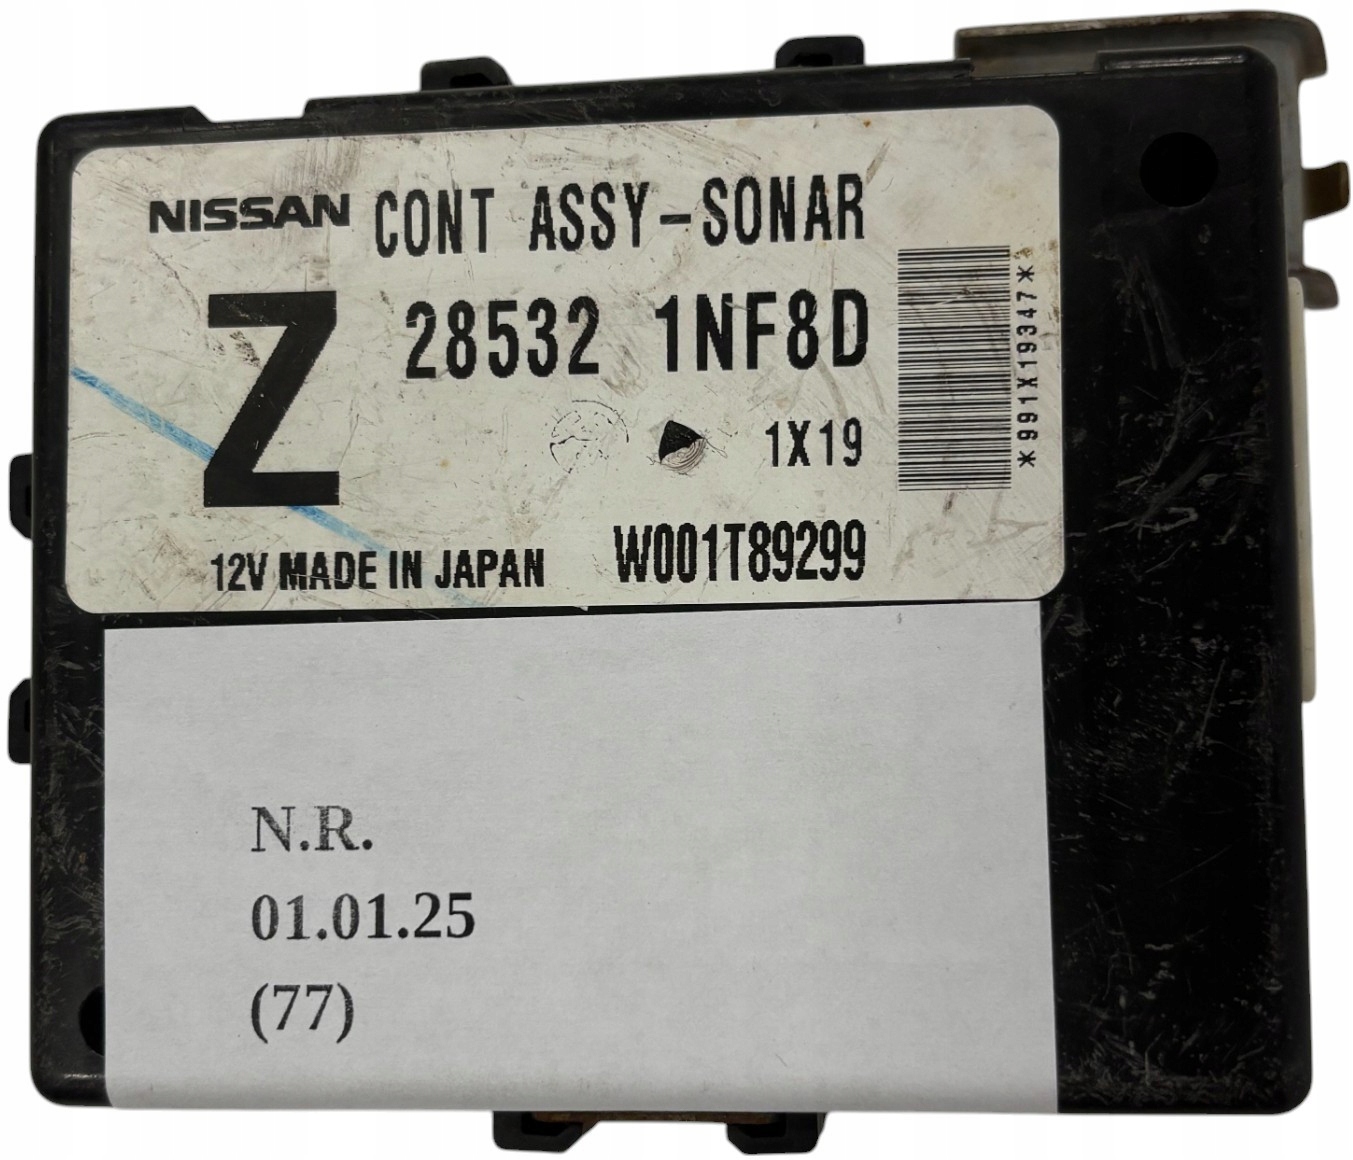 NISSAN CONT ASSY-SONAR
Z 28532 1NF8D
1X19
12V MADE IN JAPAN W001T89299
*991X19347*
N.R.
01.01.25
(77)